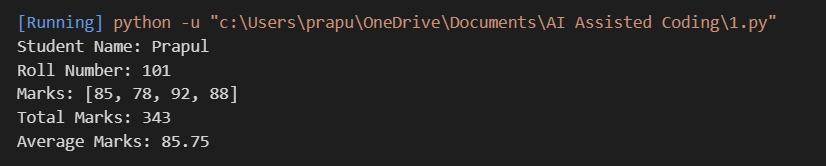 [Running] python -u "c:\Users\prapu\OneDrive\Documents\AI Assisted Coding\1.py"
Student Name: Prapul
Roll Number: 101
Marks: [85, 78, 92, 88]
Total Marks: 343
Average Marks: 85.75